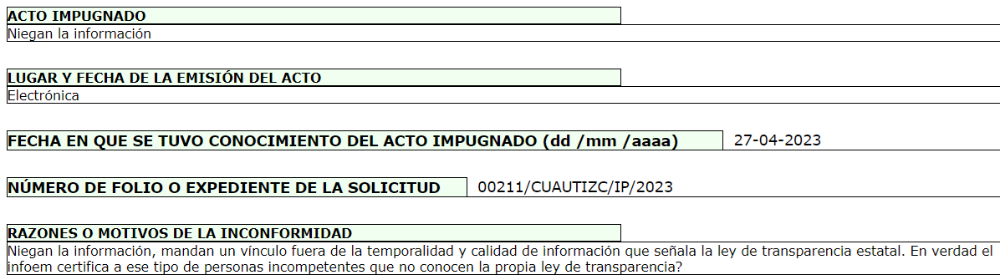 ACTO IMPUGNADO
Niegan la información
LUGAR Y FECHA DE LA EMISIÓN DEL ACTO
Electrónica
FECHA EN QUE SE TUVO CONOCIMIENTO DEL ACTO IMPUGNADO (dd /mm /aaaa) 27-04-2023
NÚMERO DE FOLIO O EXPEDIENTE DE LA SOLICITUD 00211/CUAUTIZC/IP/2023
RAZONES O MOTIVOS DE LA INCONFORMIDAD
Niegan la información, mandan un vínculo fuera de la temporalidad y calidad de información que señala la ley de transparencia estatal. En verdad el
infoem certifica a ese tipo de personas incompetentes que no conocen la propia ley de transparencia?